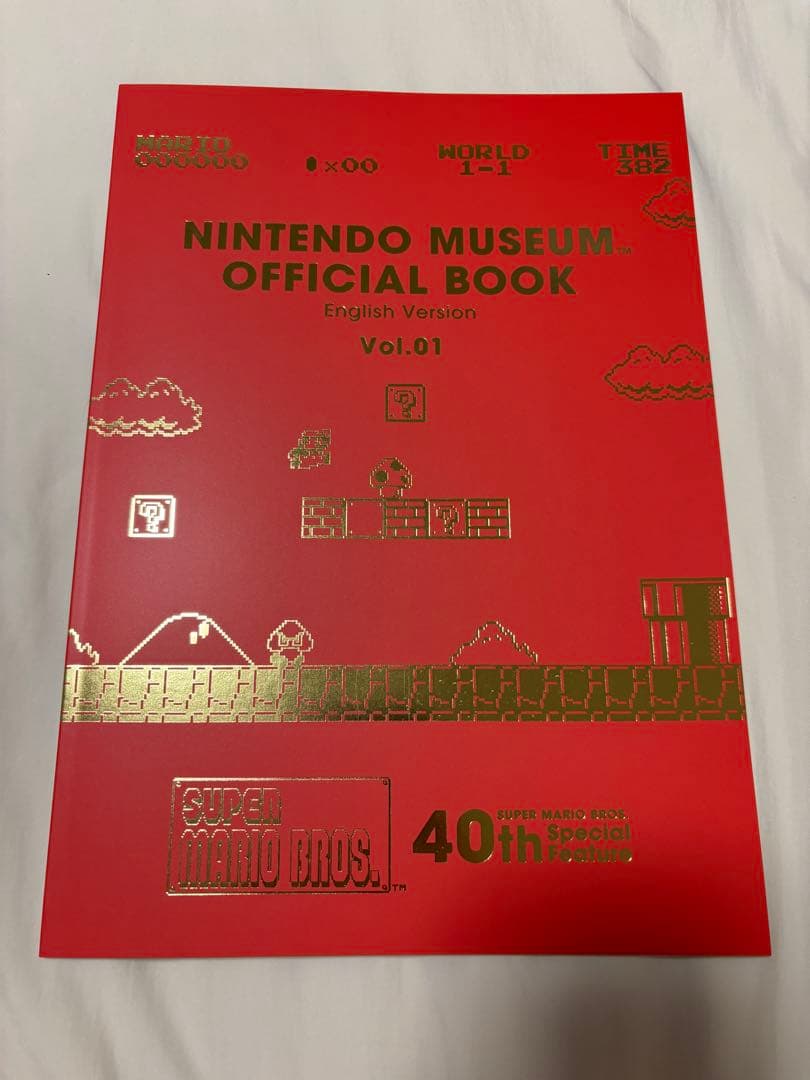 MARIO
000000
×00
WORLD
1-1
TIME
382
NINTENDO MUSEUM™
OFFICIAL BOOK
English Version
Vol.01
?
?
?
SUPER
MARIO BROS.™
40th
SUPER MARIO BROS.
Special
Feature